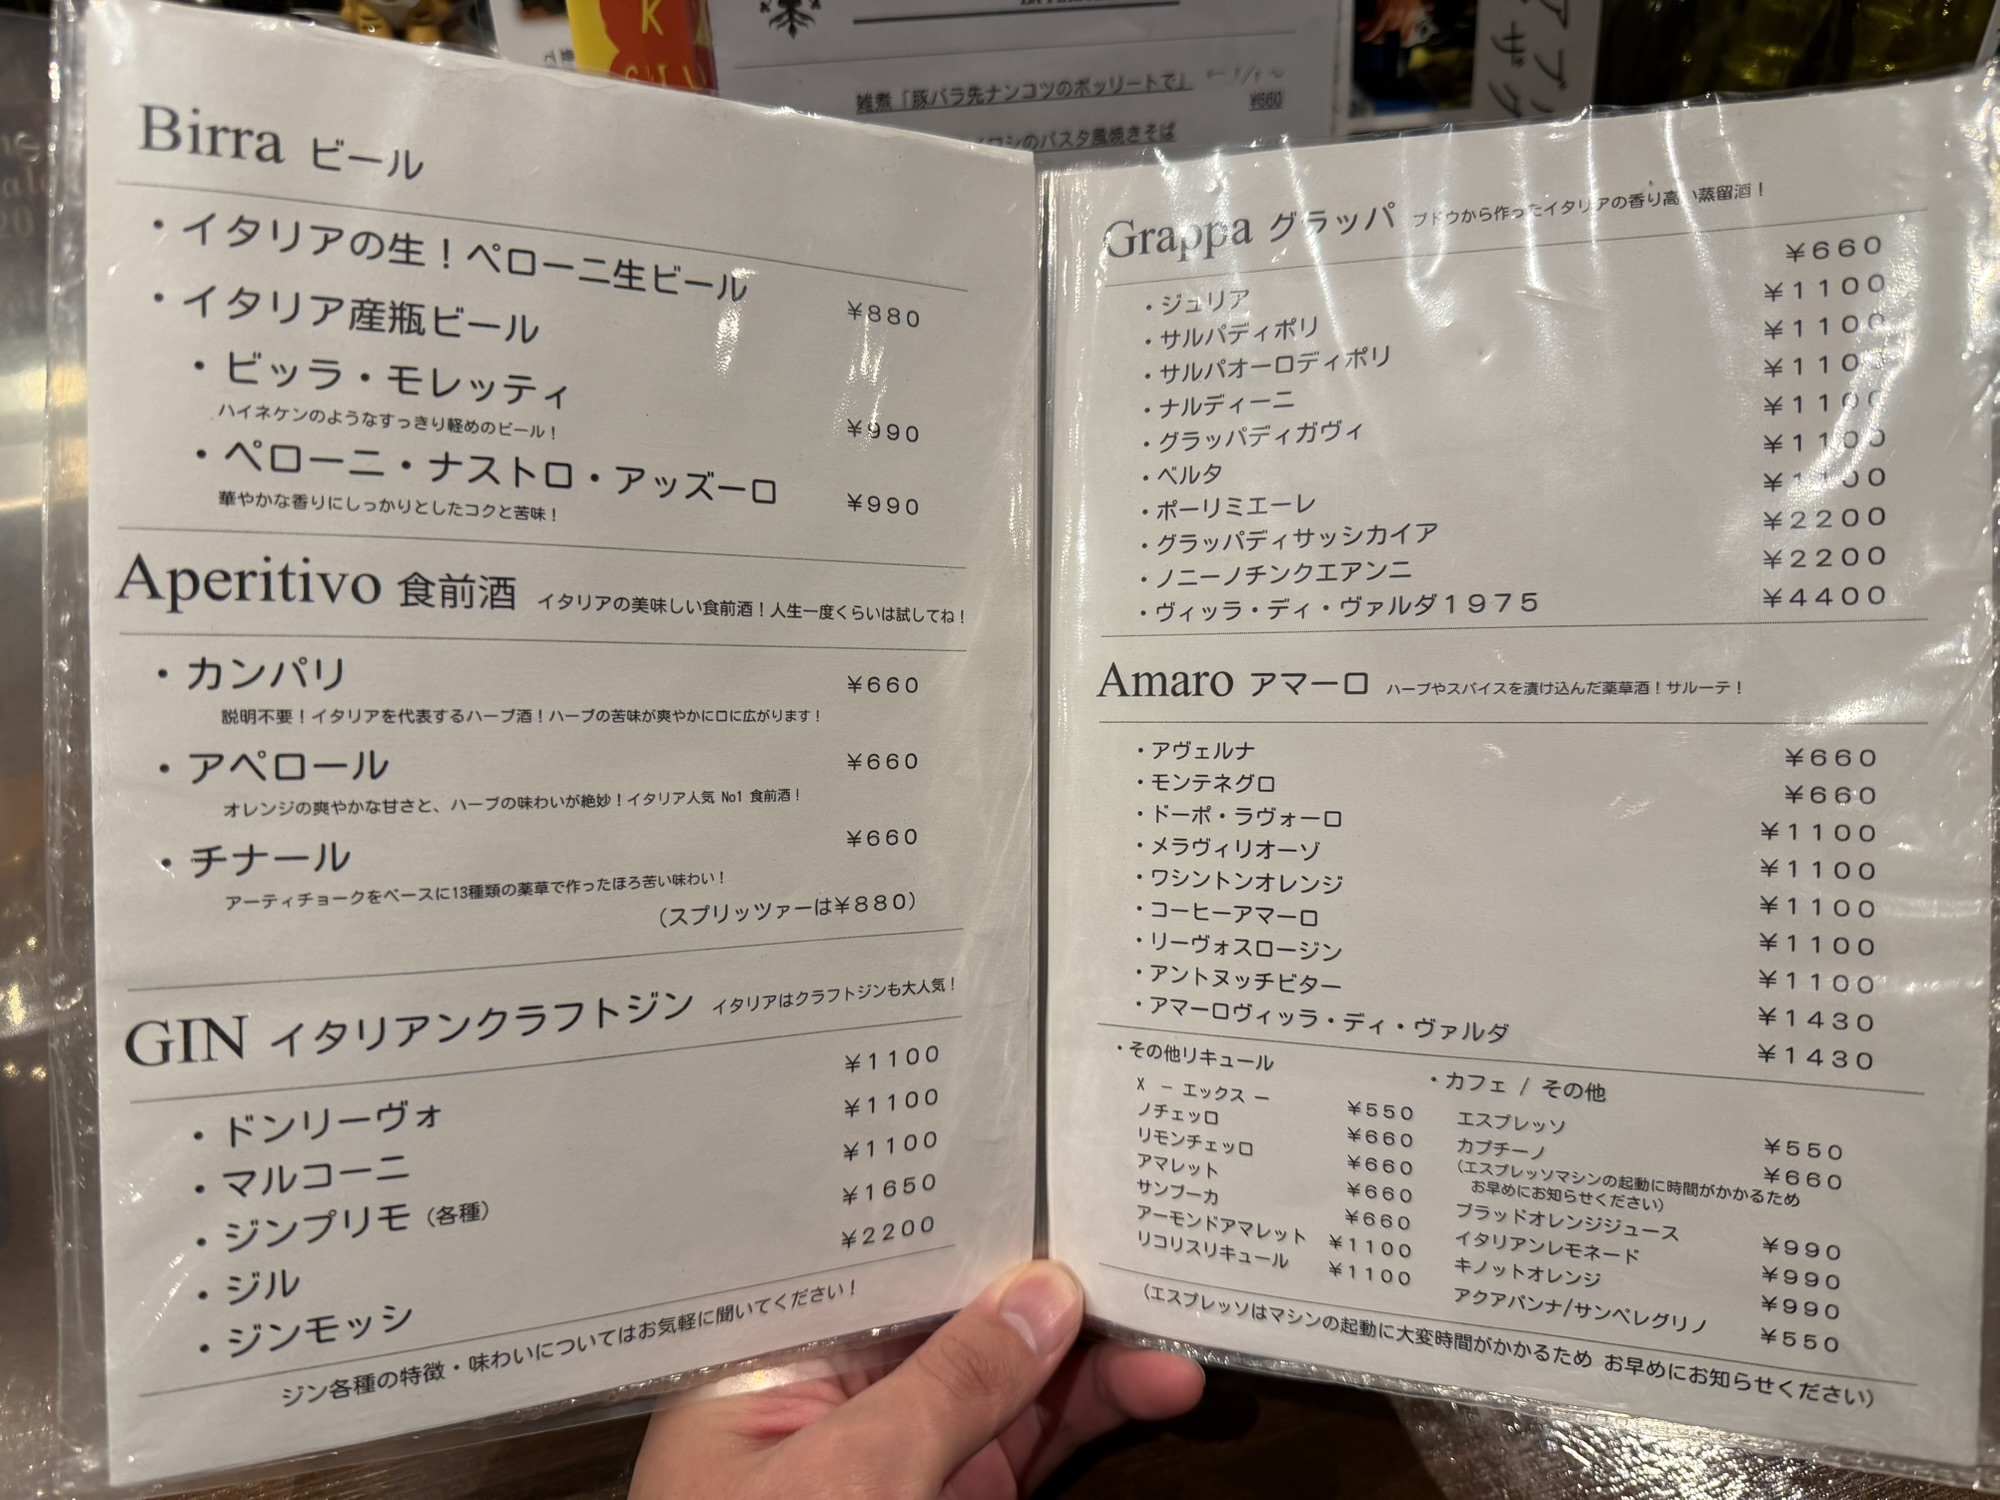 雑煮「豚バラ先ナンコツのボッリートで」
¥660
シのパスタ風焼きそば
Birra ビール
・イタリアの生！ペローニ生ビール
¥880
・イタリア産瓶ビール
・ビッラ・モレッティ
ハイネケンのようなすっきり軽めのビール！
¥990
・ペローニ・ナストロ・アッズーロ
華やかな香りにしっかりとしたコクと苦味！
¥990
Aperitivo 食前酒 イタリアの美味しい食前酒！人生一度くらいは試してね！
・カンパリ ¥660
説明不要！イタリアを代表するハーブ酒！ハーブの苦味が爽やかに口に広がります！
・アペロール ¥660
オレンジの爽やかな甘さと、ハーブの味わいが絶妙！イタリア人気 No1 食前酒！
・チナール ¥660
アーティチョークをベースに13種類の薬草で作ったほろ苦い味わい！
（スプリッツァーは¥880）
GIN イタリアンクラフトジン イタリアはクラフトジンも大人気！
・ドンリーヴォ ¥1100
・マルコーニ ¥1100
・ジンプリモ（各種） ¥1100
・ジル ¥1650
・ジンモッシ ¥2200
ジン各種の特徴・味わいについてはお気軽に聞いてください！
Grappa グラッパ ブドウから作ったイタリアの香り高い蒸留酒！
・ジュリア ¥660
・サルパディポリ ¥1100
・サルパオーロディポリ ¥1100
・ナルディーニ ¥1100
・グラッパディガヴィ ¥1100
・ベルタ ¥1100
・ポーリミエーレ ¥1100
・グラッパディサッシカイア ¥2200
・ノニーノチンクエアンニ ¥2200
・ヴィッラ・ディ・ヴァルダ1975 ¥4400
Amaro アマーロ ハーブやスパイスを漬け込んだ薬草酒！サルーテ！
・アヴェルナ ¥660
・モンテネグロ ¥660
・ドーポ・ラヴォーロ ¥1100
・メラヴィリオーゾ ¥1100
・ワシントンオレンジ ¥1100
・コーヒーアマーロ ¥1100
・リーヴォスロージン ¥1100
・アントヌッチビター ¥1430
・アマーロヴィッラ・ディ・ヴァルダ ¥1430
・その他リキュール
X －エックス－ ¥550
ノチェッロ ¥660
リモンチェッロ ¥660
アマレット ¥660
サンブーカ ¥660
アーモンドアマレット ¥1100
リコリスリキュール ¥1100
・カフェ / その他
エスプレッソ ¥550
カプチーノ ¥660
（エスプレッソマシンの起動に時間がかかるため
お早めにお知らせください）
ブラッドオレンジジュース ¥990
イタリアンレモネード ¥990
キノットオレンジ ¥990
アクアパンナ/サンペレグリノ ¥550
（エスプレッソはマシンの起動に大変時間がかかるため お早めにお知らせください）